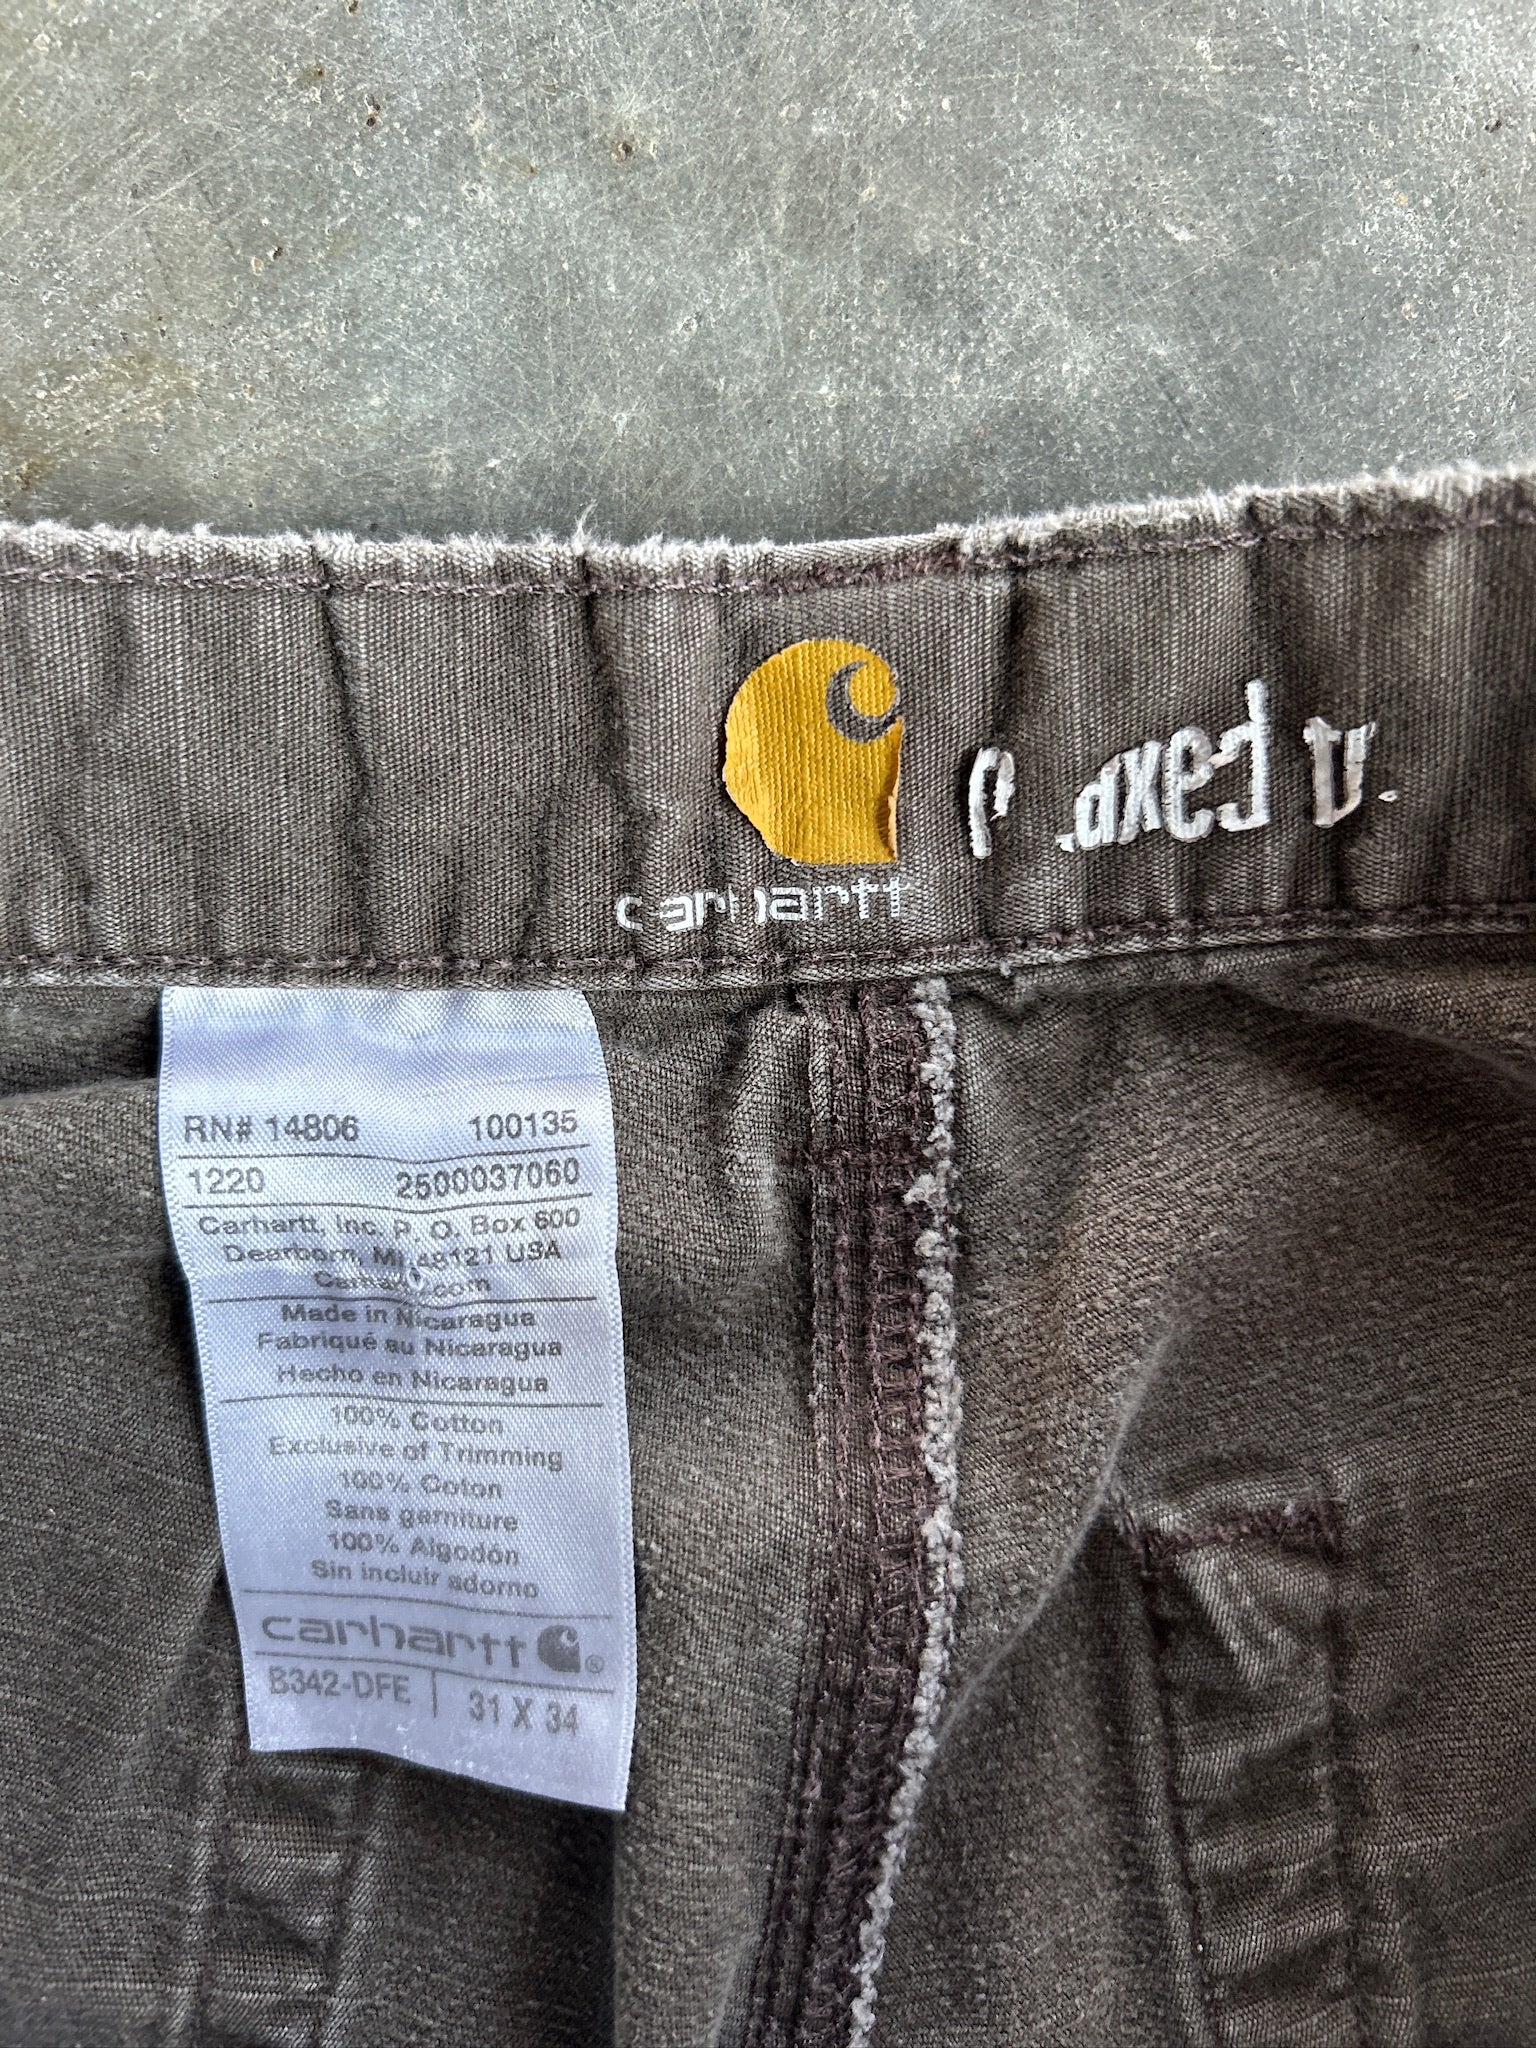 carhartt
RN# 14806 100135
1220 2500037060
Carhartt, Inc. P. O. Box 600
Dearborn, MI 48121 USA
Carhartt.com
Made in Nicaragua
Fabriqué au Nicaragua
Hecho en Nicaragua
100% Cotton
Exclusive of Trimming
100% Coton
Sans garniture
100% Algodón
Sin incluir adorno
carhartt ®
B342-DFE 31 X 34